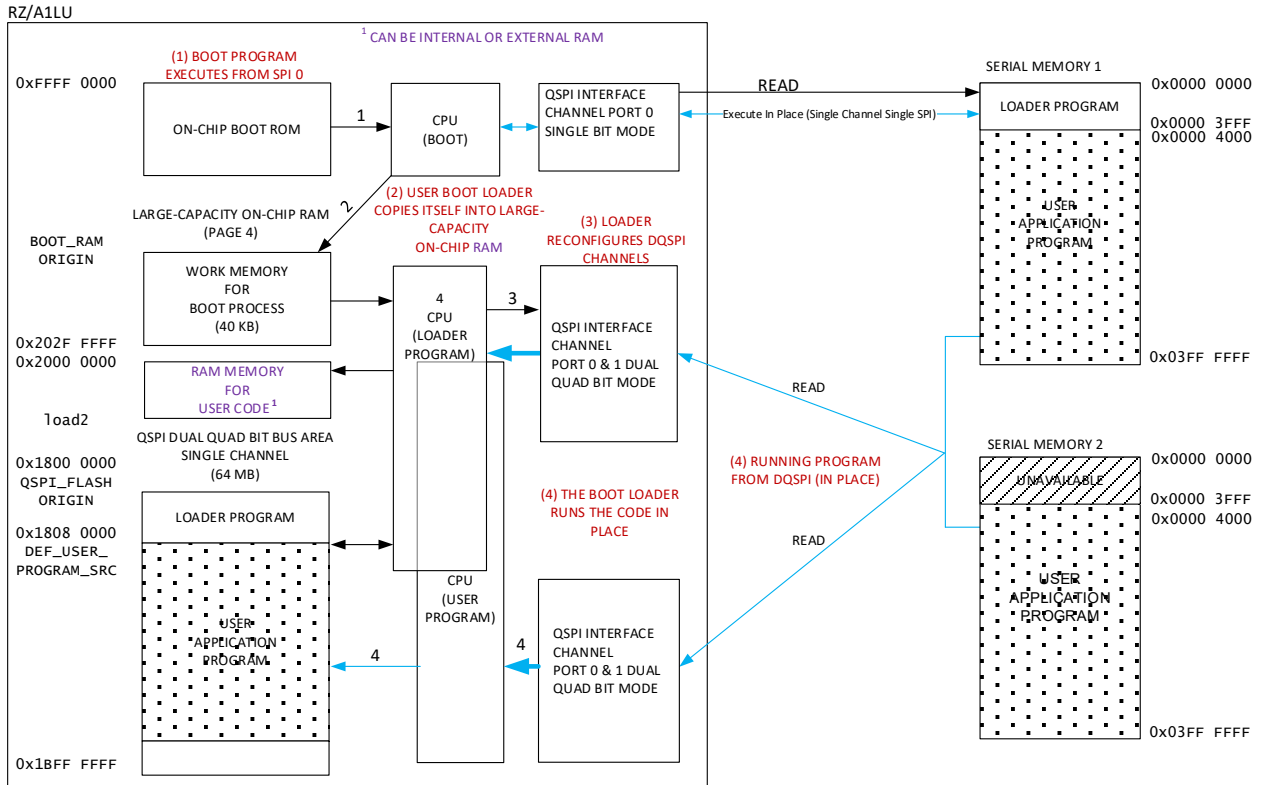 RZ/A1LU
1 CAN BE INTERNAL OR EXTERNAL RAM
(1) BOOT PROGRAM
EXECUTES FROM SPI 0
0xFFFF 0000
ON-CHIP BOOT ROM
1
CPU
(BOOT)
QSPI INTERFACE
CHANNEL PORT 0
SINGLE BIT MODE
READ
Execute In Place (Single Channel Single SPI)
SERIAL MEMORY 1
LOADER PROGRAM
USER
APPLICATION
PROGRAM
0x0000 0000
0x0000 3FFF
0x0000 4000
0x03FF FFFF
2
(2) USER BOOT LOADER
COPIES ITSELF INTO LARGE-
CAPACITY
ON-CHIP RAM
(3) LOADER
RECONFIGURES DQSPI
CHANNELS
LARGE-CAPACITY ON-CHIP RAM
(PAGE 4)
BOOT_RAM
ORIGIN
WORK MEMORY
FOR
BOOT PROCESS
(40 KB)
0x202F FFFF
0x2000 0000
4
CPU
(LOADER
PROGRAM)
3
QSPI INTERFACE
CHANNEL
PORT 0 & 1 DUAL
QUAD BIT MODE
READ
RAM MEMORY
FOR
USER CODE 1
load2
QSPI DUAL QUAD BIT BUS AREA
SINGLE CHANNEL
(64 MB)
0x1800 0000
QSPI_FLASH
ORIGIN
LOADER PROGRAM
0x1808 0000
DEF_USER_
PROGRAM_SRC
(4) THE BOOT LOADER
RUNS THE CODE IN
PLACE
(4) RUNNING PROGRAM
FROM DQSPI (IN PLACE)
SERIAL MEMORY 2
UNAVAILABLE
USER
APPLICATION
PROGRAM
0x0000 0000
0x0000 3FFF
0x0000 4000
0x03FF FFFF
READ
CPU
(USER
PROGRAM)
USER
APPLICATION
PROGRAM
4
4
QSPI INTERFACE
CHANNEL
PORT 0 & 1 DUAL
QUAD BIT MODE
0x1BFF FFFF